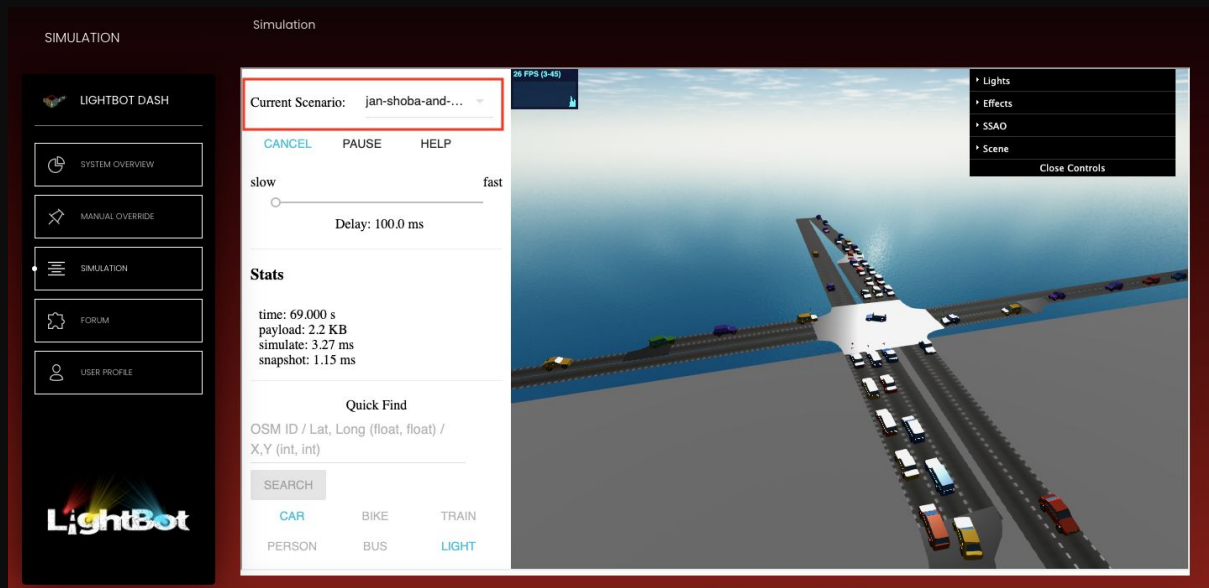 SIMULATION
Simulation
LIGHTBOT DASH
SYSTEM OVERVIEW
MANUAL OVERRIDE
SIMULATION
FORUM
USER PROFILE
LightBot
Current Scenario: jan-shoba-and-...
CANCEL PAUSE HELP
slow fast
Delay: 100.0 ms
Stats
time: 69.000 s
payload: 2.2 KB
simulate: 3.27 ms
snapshot: 1.15 ms
Quick Find
OSM ID / Lat, Long (float, float) /
X,Y (int, int)
SEARCH
CAR BIKE TRAIN
PERSON BUS LIGHT
26 FPS (3-45)
Lights
Effects
SSAO
Scene
Close Controls